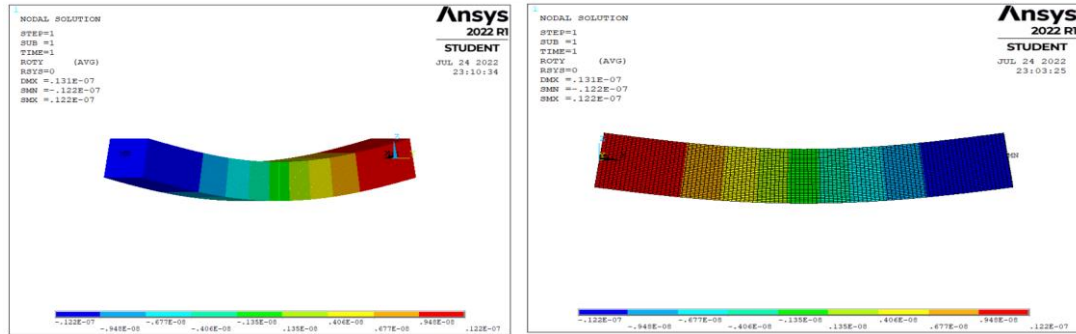 1
NODAL SOLUTION
STEP=1
SUB =1
TIME=1
ROTY (AVG)
RSYS=0
DMX =.131E-07
SMN =-.122E-07
SMX =.122E-07
Ansys
2022 R1
STUDENT
JUL 24 2022
23:10:34
Z
-.122E-07 -.677E-08 -.135E-08 .406E-08 .948E-08
-.948E-08 -.406E-08 .135E-08 .677E-08 .122E-07
1
NODAL SOLUTION
STEP=1
SUB =1
TIME=1
ROTY (AVG)
RSYS=0
DMX =.131E-07
SMN =-.122E-07
SMX =.122E-07
Ansys
2022 R1
STUDENT
JUL 24 2022
23:03:25
MN
-.122E-07 -.677E-08 -.135E-08 .406E-08 .948E-08
-.948E-08 -.406E-08 .135E-08 .677E-08 .122E-07